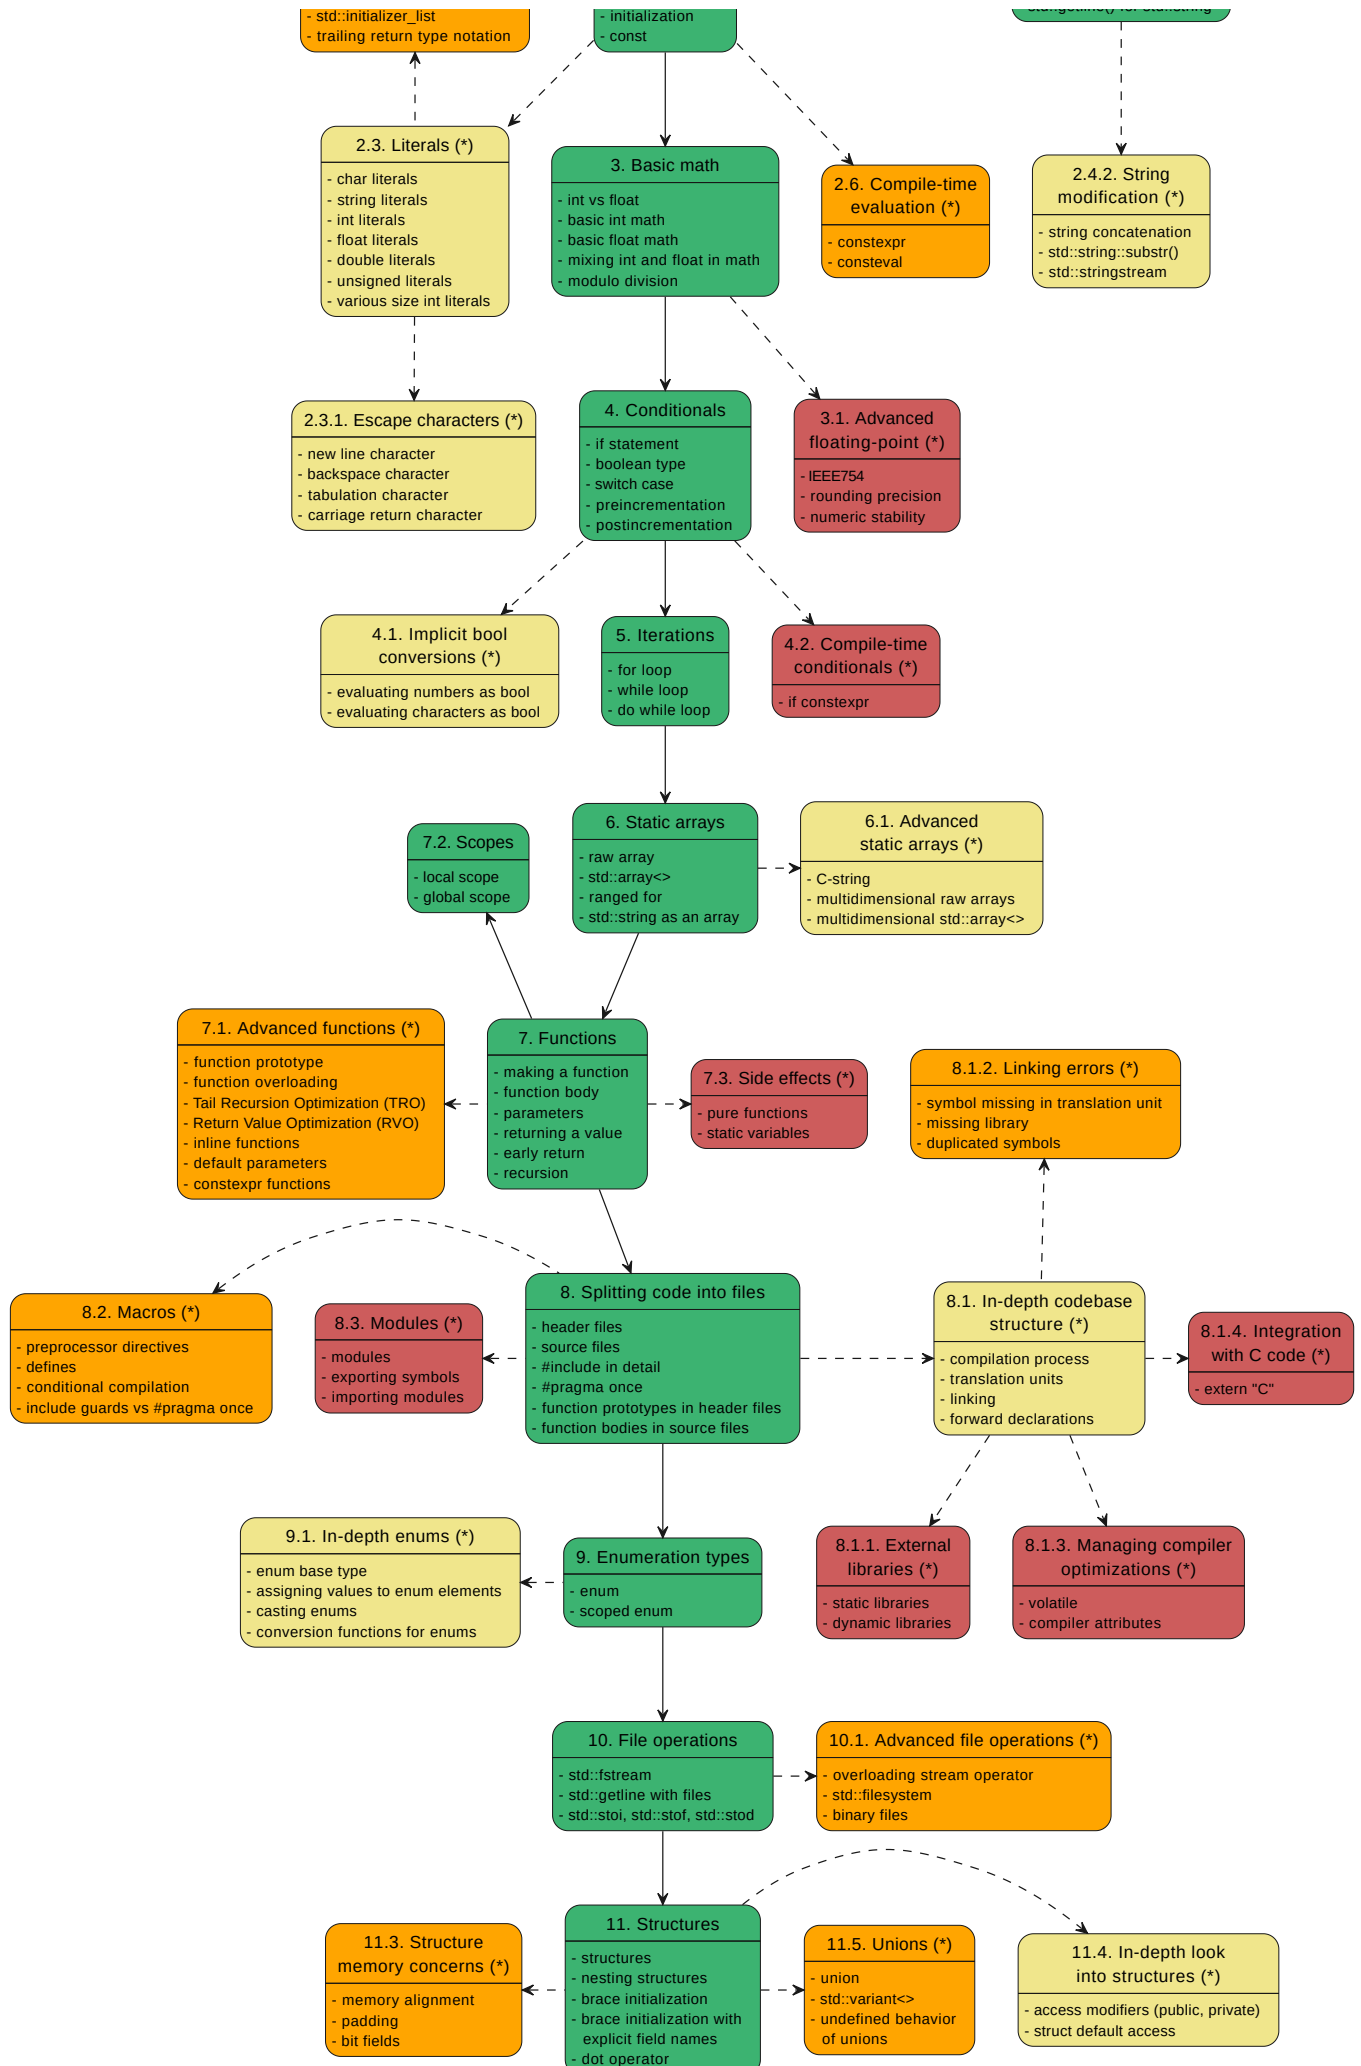 - std::initializer_list
- trailing return type notation
- initialization
- const
std::getline() for std::string
2.3. Literals (*)
- char literals
- string literals
- int literals
- float literals
- double literals
- unsigned literals
- various size int literals
3. Basic math
- int vs float
- basic int math
- basic float math
- mixing int and float in math
- modulo division
2.6. Compile-time
evaluation (*)
- constexpr
- consteval
2.4.2. String
modification (*)
- string concatenation
- std::string::substr()
- std::stringstream
2.3.1. Escape characters (*)
- new line character
- backspace character
- tabulation character
- carriage return character
4. Conditionals
- if statement
- boolean type
- switch case
- preincrementation
- postincrementation
3.1. Advanced
floating-point (*)
- IEEE754
- rounding precision
- numeric stability
4.1. Implicit bool
conversions (*)
- evaluating numbers as bool
- evaluating characters as bool
5. Iterations
- for loop
- while loop
- do while loop
4.2. Compile-time
conditionals (*)
- if constexpr
7.2. Scopes
- local scope
- global scope
6. Static arrays
- raw array
- std::array<>
- ranged for
- std::string as an array
6.1. Advanced
static arrays (*)
- C-string
- multidimensional raw arrays
- multidimensional std::array<>
7.1. Advanced functions (*)
- function prototype
- function overloading
- Tail Recursion Optimization (TRO)
- Return Value Optimization (RVO)
- inline functions
- default parameters
- constexpr functions
7. Functions
- making a function
- function body
- parameters
- returning a value
- early return
- recursion
7.3. Side effects (*)
- pure functions
- static variables
8.1.2. Linking errors (*)
- symbol missing in translation unit
- missing library
- duplicated symbols
8.2. Macros (*)
- preprocessor directives
- defines
- conditional compilation
- include guards vs #pragma once
8.3. Modules (*)
- modules
- exporting symbols
- importing modules
8. Splitting code into files
- header files
- source files
- #include in detail
- #pragma once
- function prototypes in header files
- function bodies in source files
8.1. In-depth codebase
structure (*)
- compilation process
- translation units
- linking
- forward declarations
8.1.4. Integration
with C code (*)
- extern "C"
9.1. In-depth enums (*)
- enum base type
- assigning values to enum elements
- casting enums
- conversion functions for enums
9. Enumeration types
- enum
- scoped enum
8.1.1. External
libraries (*)
- static libraries
- dynamic libraries
8.1.3. Managing compiler
optimizations (*)
- volatile
- compiler attributes
10. File operations
- std::fstream
- std::getline with files
- std::stoi, std::stof, std::stod
10.1. Advanced file operations (*)
- overloading stream operator
- std::filesystem
- binary files
11.3. Structure
memory concerns (*)
- memory alignment
- padding
- bit fields
11. Structures
- structures
- nesting structures
- brace initialization
- brace initialization with
explicit field names
- dot operator
11.5. Unions (*)
- union
- std::variant<>
- undefined behavior
of unions
11.4. In-depth look
into structures (*)
- access modifiers (public, private)
- struct default access